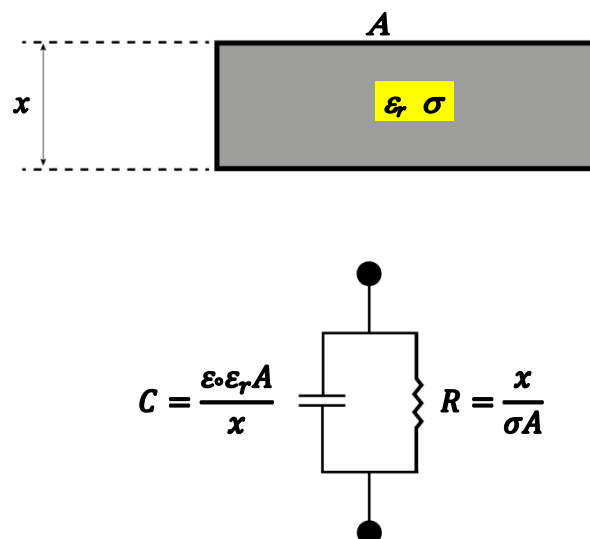 A
x
εᵣ σ
C = ε∘εᵣA / x
R = x / σA